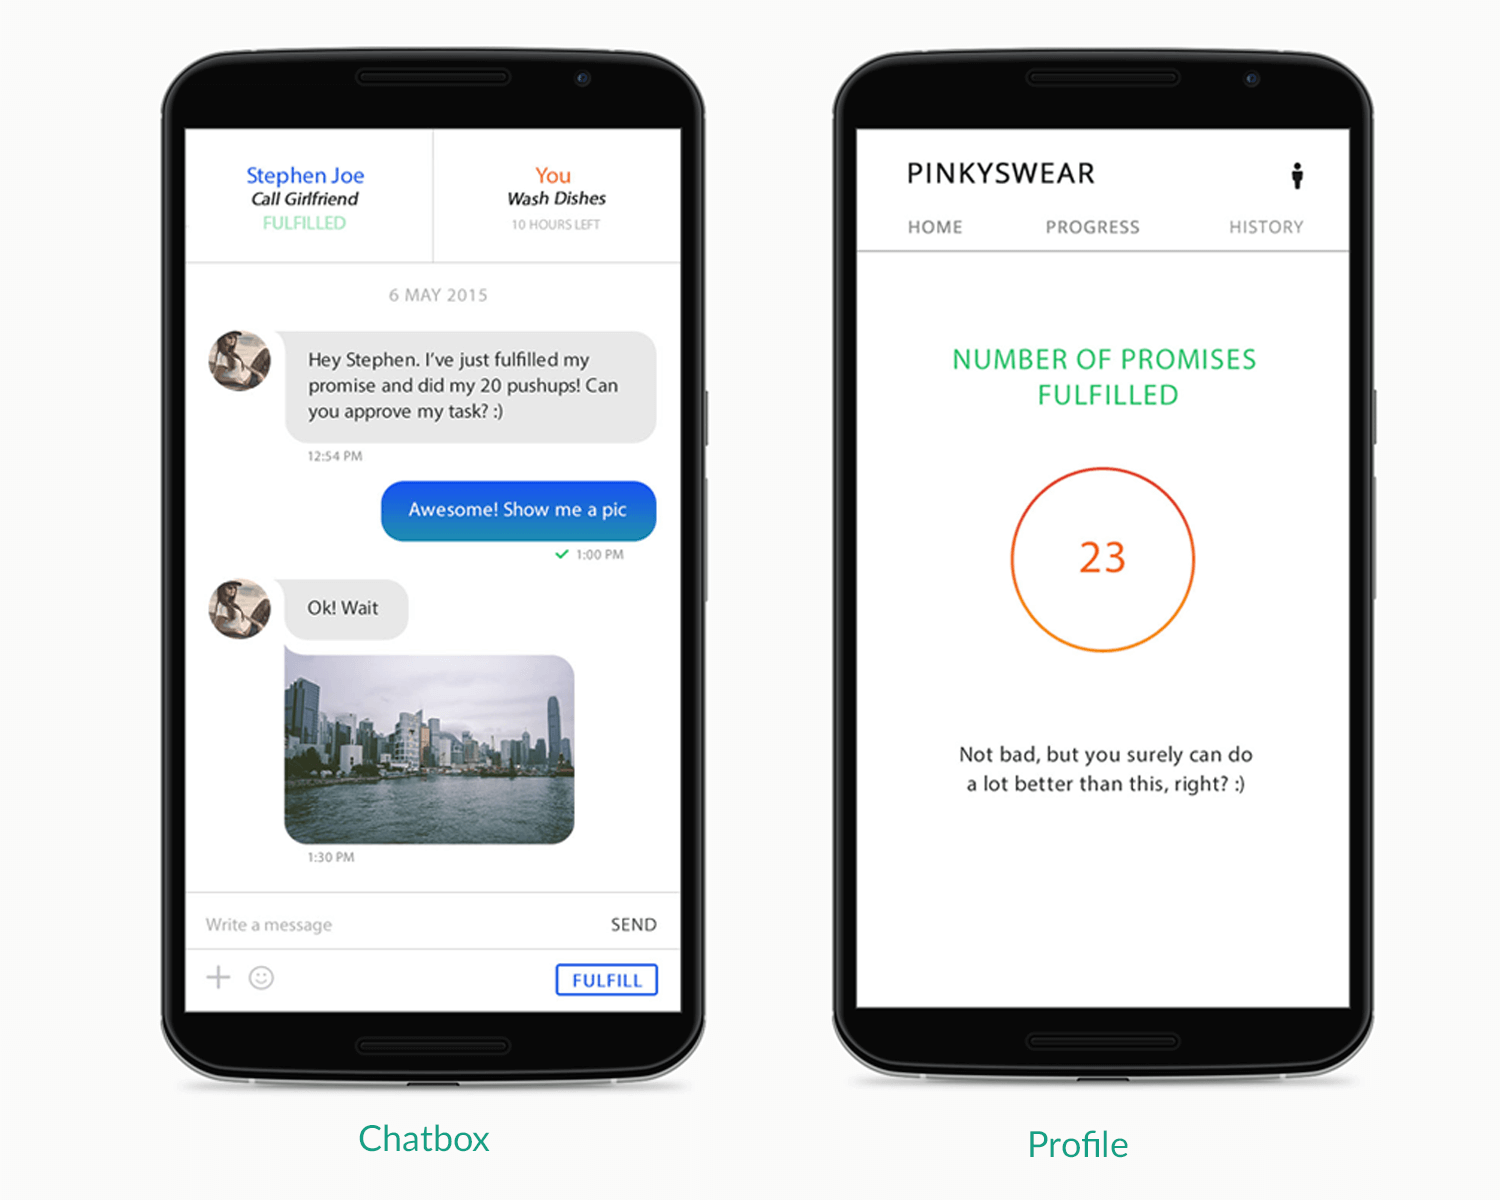 Stephen Joe
Call Girlfriend
FULFILLED
You
Wash Dishes
10 HOURS LEFT
6 MAY 2015
Hey Stephen. I've just fulfilled my
promise and did my 20 pushups! Can
you approve my task? :)
12:54 PM
Awesome! Show me a pic
1:00 PM
Ok! Wait
1:30 PM
Write a message
SEND
FULFILL
Chatbox
PINKYSWEAR
HOME
PROGRESS
HISTORY
NUMBER OF PROMISES
FULFILLED
23
Not bad, but you surely can do
a lot better than this, right? :)
Profile